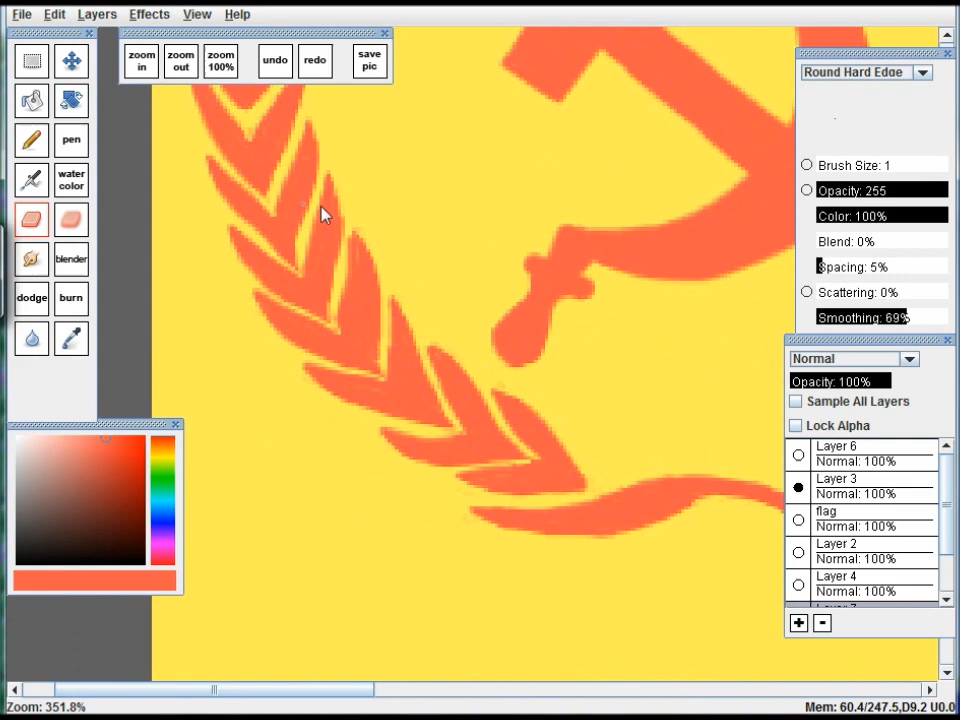 File Edit Layers Effects View Help
zoom in
zoom out
zoom 100%
undo
redo
save pic
pen
water color
blender
dodge
burn
Round Hard Edge
Brush Size: 1
Opacity: 255
Color: 100%
Blend: 0%
Spacing: 5%
Scattering: 0%
Smoothing: 69%
Normal
Opacity: 100%
Sample All Layers
Lock Alpha
Layer 6
Normal: 100%
Layer 3
Normal: 100%
flag
Normal: 100%
Layer 2
Normal: 100%
Layer 4
Normal: 100%
+ -
Zoom: 351.8%
Mem: 60.4/247.5,D9.2 U0.0